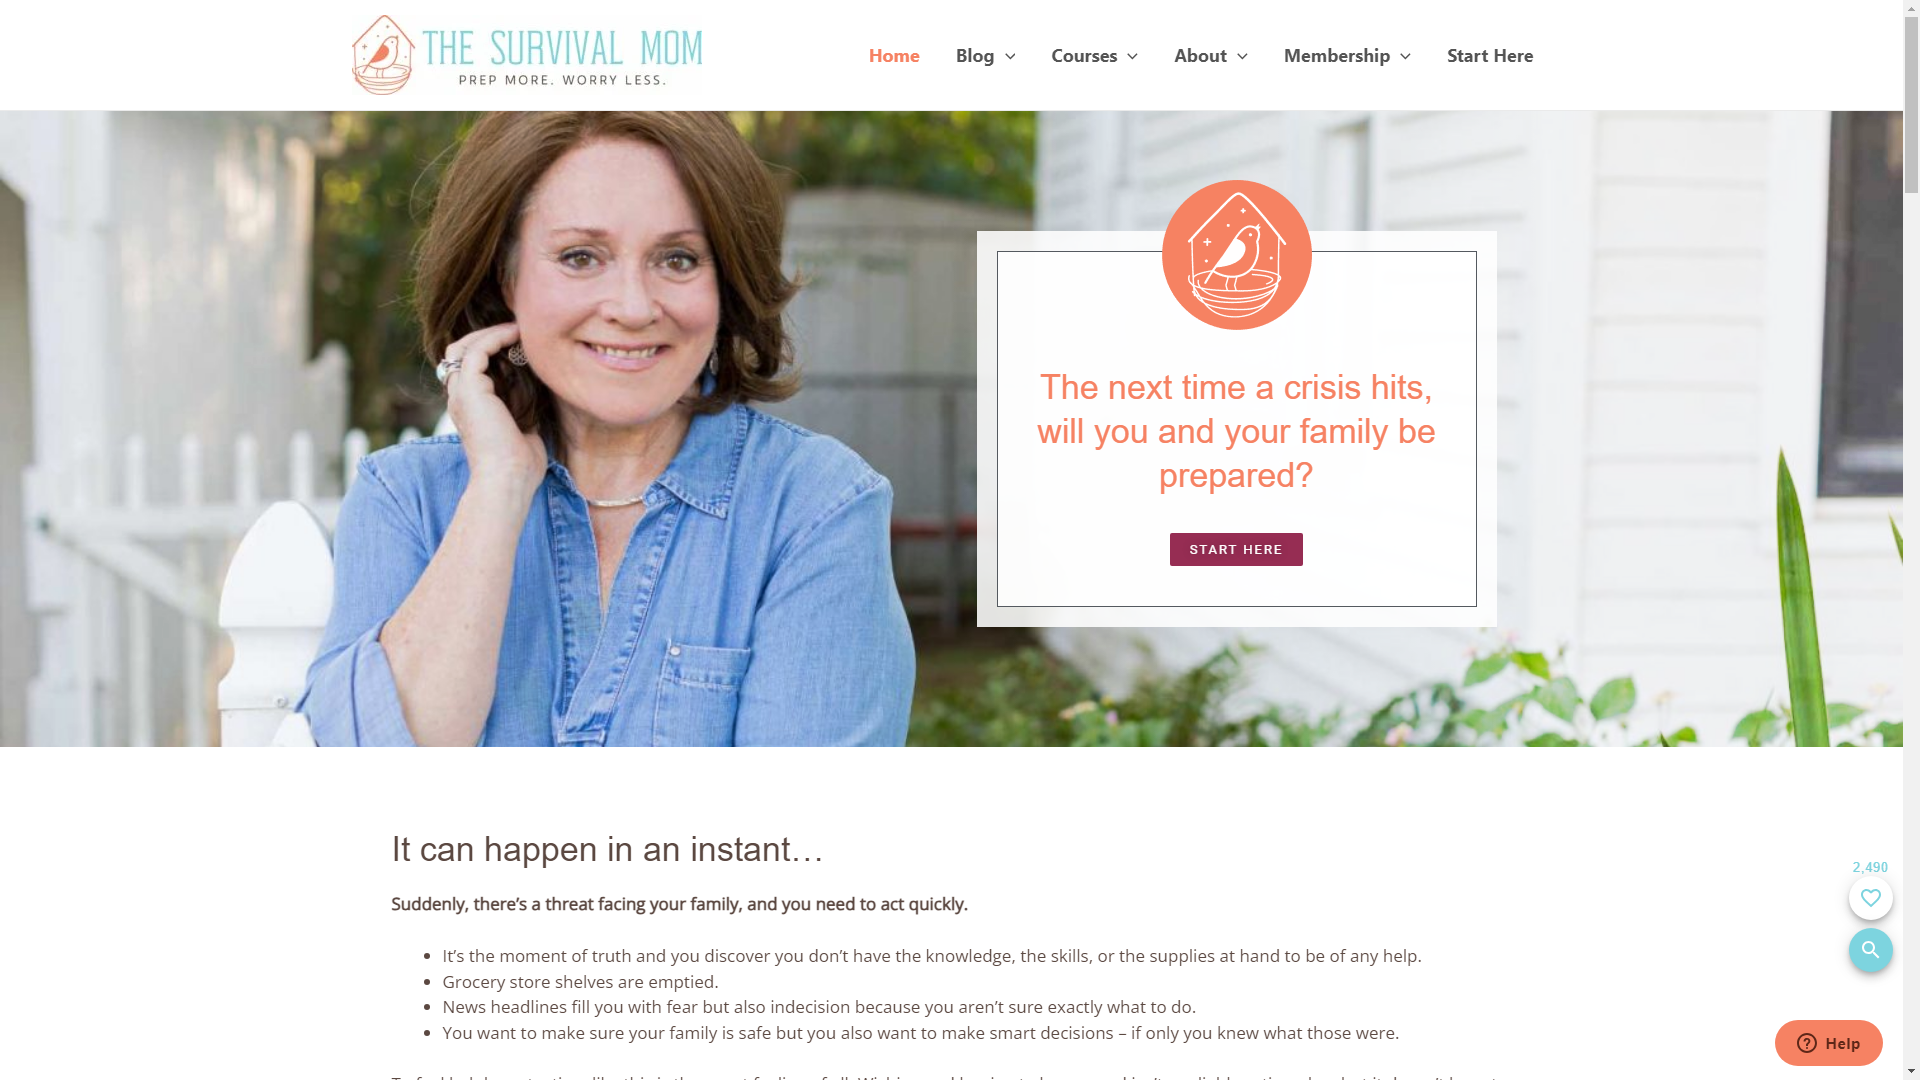 THE SURVIVAL MOM
PREP MORE. WORRY LESS.
Home
Blog
Courses
About
Membership
Start Here
The next time a crisis hits,
will you and your family be
prepared?
START HERE
It can happen in an instant…
Suddenly, there’s a threat facing your family, and you need to act quickly.
It’s the moment of truth and you discover you don’t have the knowledge, the skills, or the supplies at hand to be of any help.
Grocery store shelves are emptied.
News headlines fill you with fear but also indecision because you aren’t sure exactly what to do.
You want to make sure your family is safe but you also want to make smart decisions – if only you knew what those were.
2,490
Help